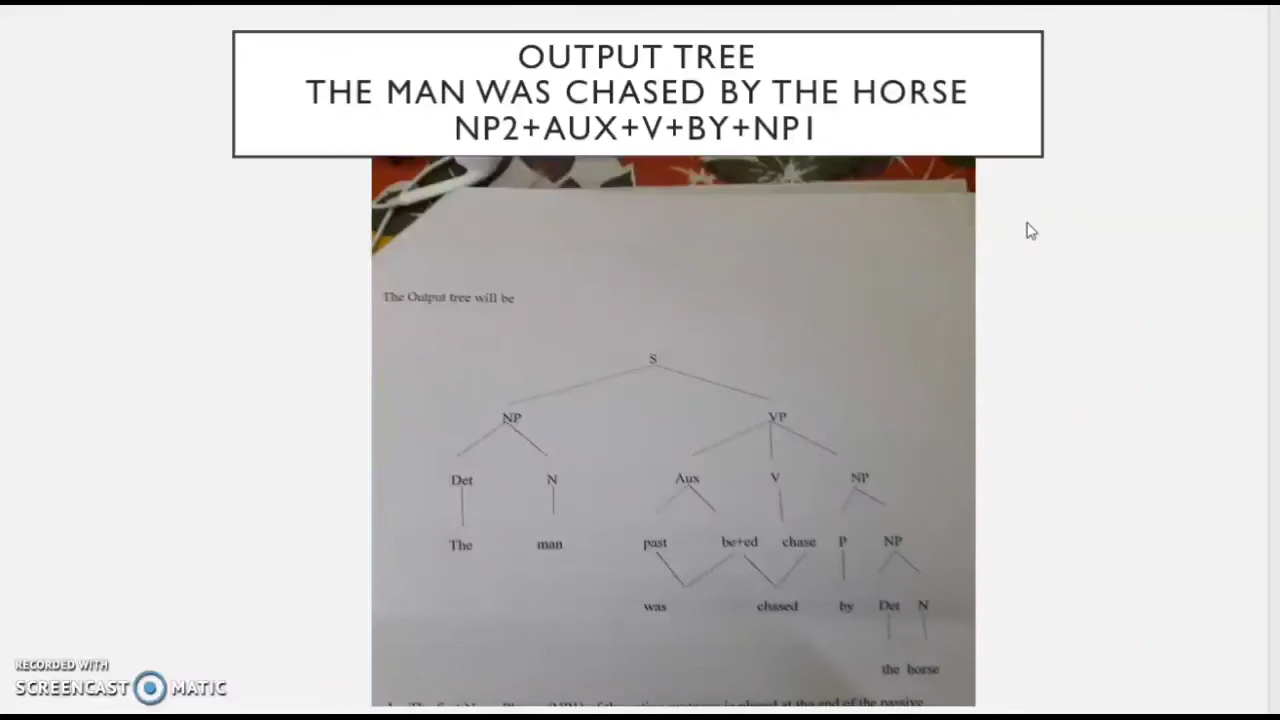 OUTPUT TREE
THE MAN WAS CHASED BY THE HORSE
NP2+AUX+V+BY+NP1
The Output tree will be
S
NP VP
Det N Aux V NP
The man past be+ed chase P NP
was chased by Det N
the horse
RECORDED WITH
SCREENCAST MATIC